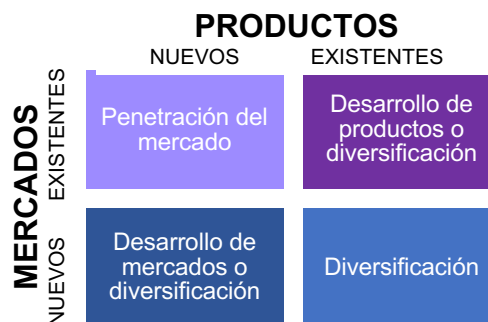 PRODUCTOS
NUEVOS EXISTENTES
MERCADOS
EXISTENTES
NUEVOS
Penetración del
mercado
Desarrollo de
productos o
diversificación
Desarrollo de
mercados o
diversificación
Diversificación